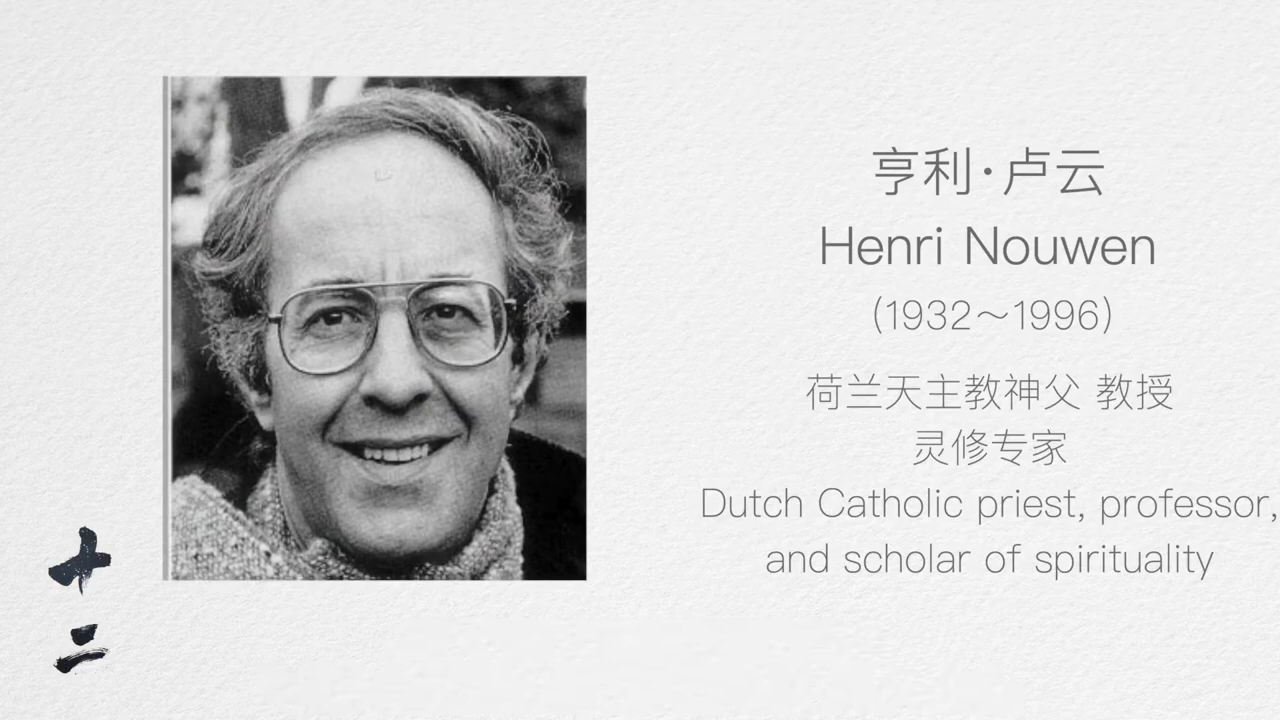 亨利·卢云
Henri Nouwen
(1932～1996)
荷兰天主教神父 教授
灵修专家
Dutch Catholic priest, professor,
and scholar of spirituality
十
二